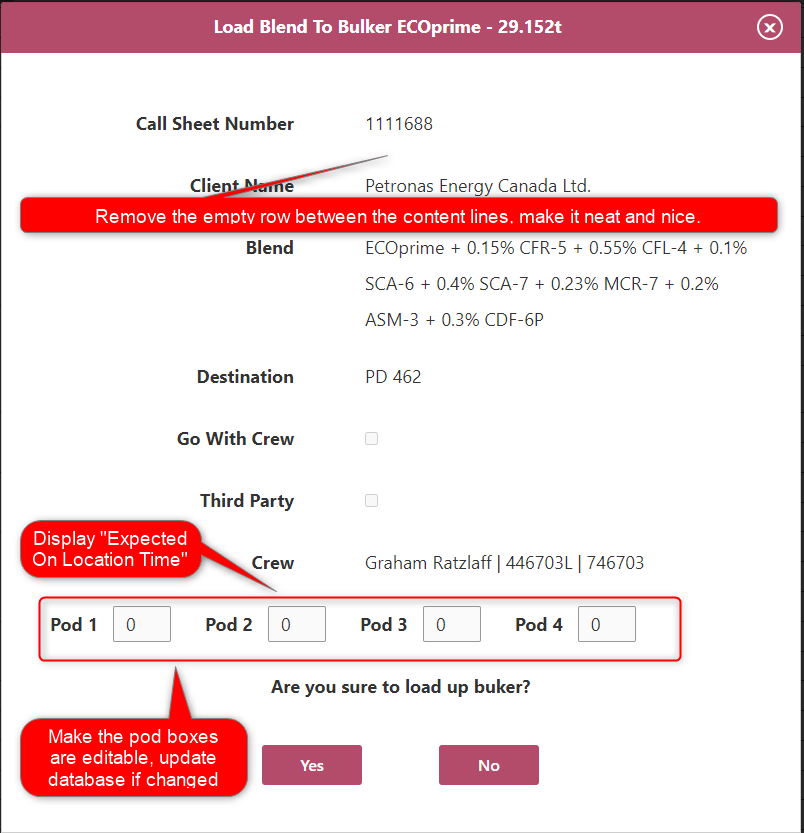 Load Blend To Bulker ECOprime - 29.152t
Call Sheet Number 1111688
Client Name Petronas Energy Canada Ltd.
Remove the empty row between the content lines, make it neat and nice.
Blend ECOprime + 0.15% CFR-5 + 0.55% CFL-4 + 0.1%
SCA-6 + 0.4% SCA-7 + 0.23% MCR-7 + 0.2%
ASM-3 + 0.3% CDF-6P
Destination PD 462
Go With Crew
Third Party
Display "Expected
On Location Time"
Crew Graham Ratzlaff | 446703L | 746703
Pod 1 0 Pod 2 0 Pod 3 0 Pod 4 0
Are you sure to load up buker?
Make the pod boxes
are editable, update
database if changed
Yes No